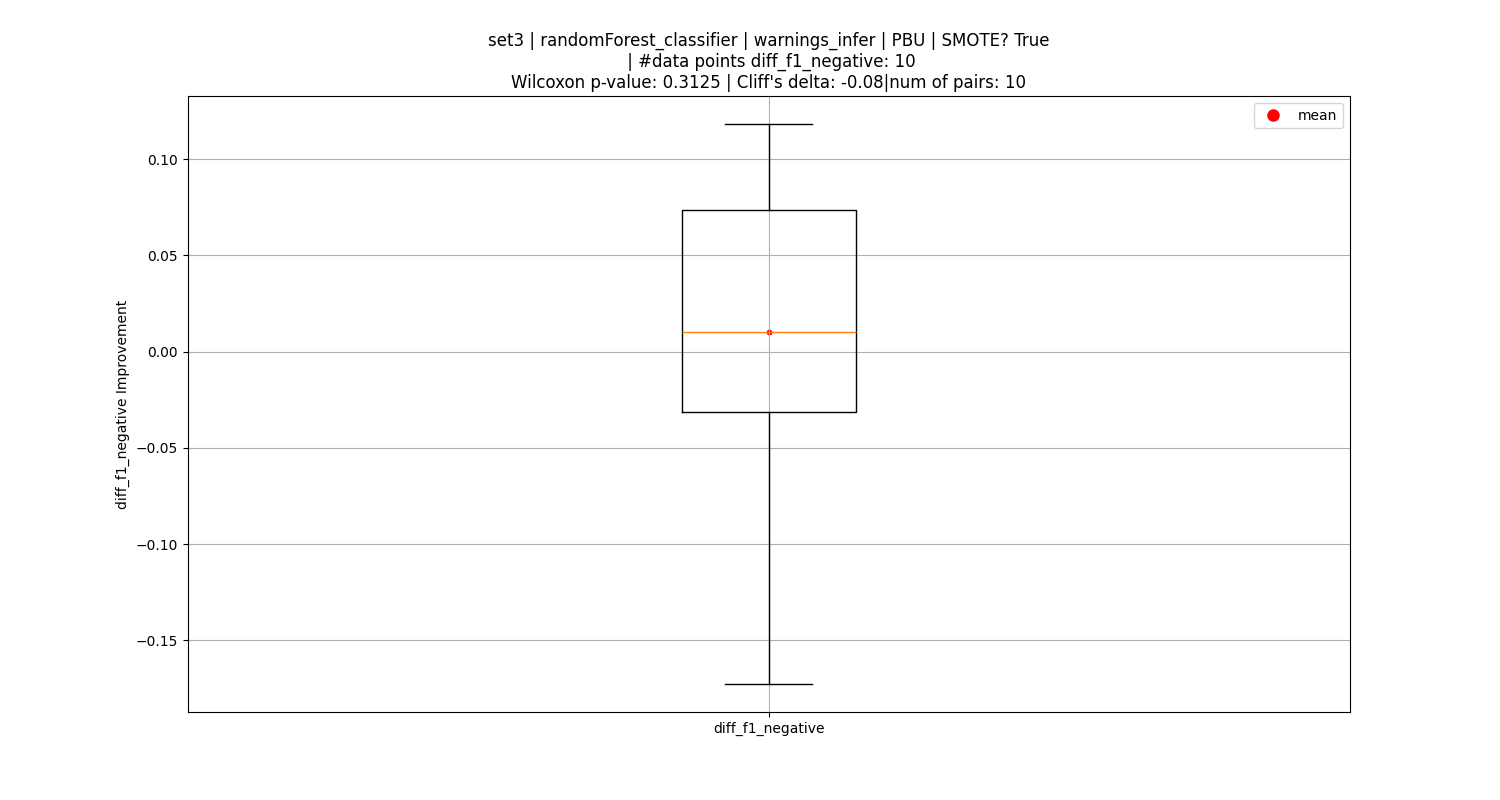 set3 | randomForest_classifier | warnings_infer | PBU | SMOTE? True
| #data points diff_f1_negative: 10
Wilcoxon p-value: 0.3125 | Cliff's delta: -0.08|num of pairs: 10
mean
0.10
0.05
0.00
−0.05
−0.10
−0.15
diff_f1_negative Improvement
diff_f1_negative